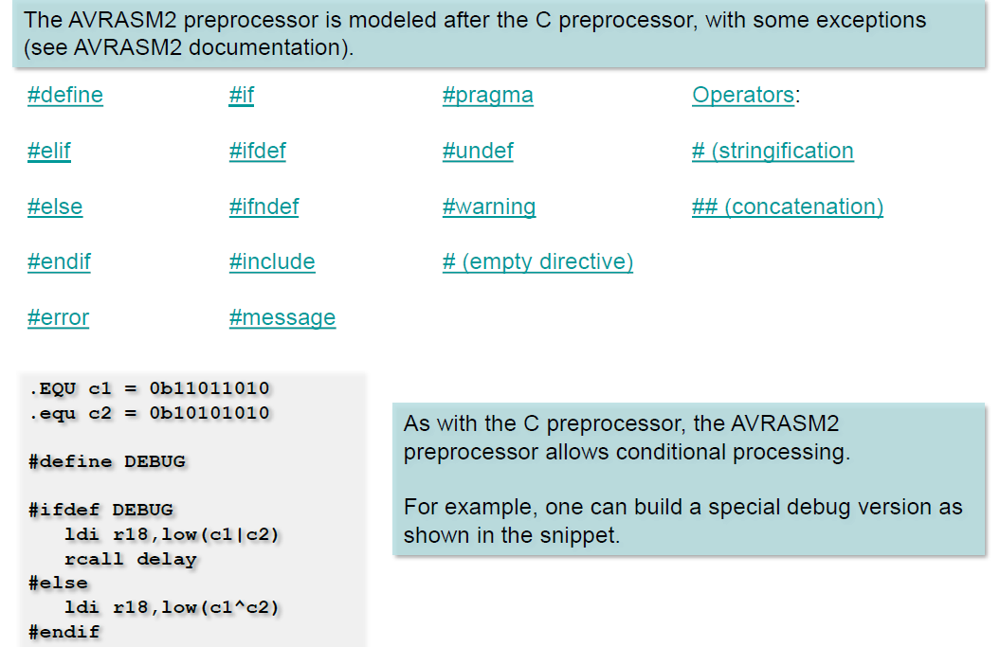 The AVRASM2 preprocessor is modeled after the C preprocessor, with some exceptions
(see AVRASM2 documentation).
#define #if #pragma Operators:
#elif #ifdef #undef # (stringification
#else #ifndef #warning ## (concatenation)
#endif #include # (empty directive)
#error #message
.EQU c1 = 0b11011010
.equ c2 = 0b10101010
#define DEBUG
#ifdef DEBUG
ldi r18,low(c1|c2)
rcall delay
#else
ldi r18,low(c1^c2)
#endif
As with the C preprocessor, the AVRASM2
preprocessor allows conditional processing.
For example, one can build a special debug version as
shown in the snippet.